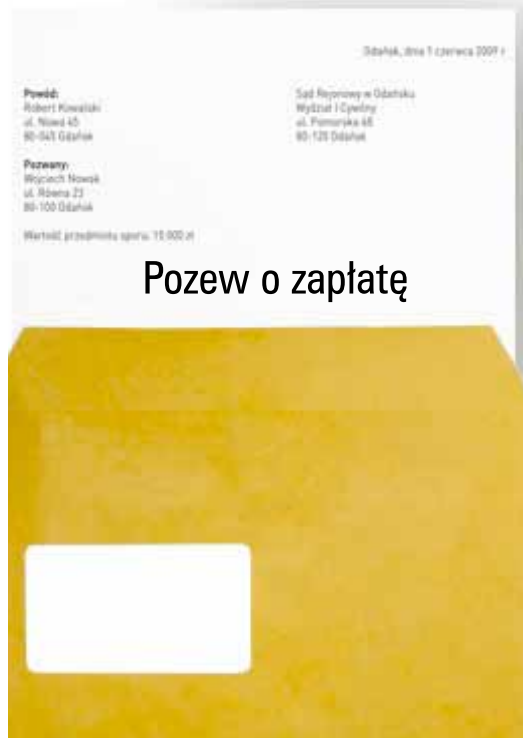 Gdańsk, dnia 1 czerwca 2009 r.
Powód:
Robert Kowalski
ul. Nowa 45
80-045 Gdańsk
Sąd Rejonowy w Gdańsku
Wydział I Cywilny
ul. Pomorska 68
80-120 Gdańsk
Pozwany:
Wojciech Nowak
ul. Równa 23
80-100 Gdańsk
Wartość przedmiotu sporu: 15.000 zł
Pozew o zapłatę